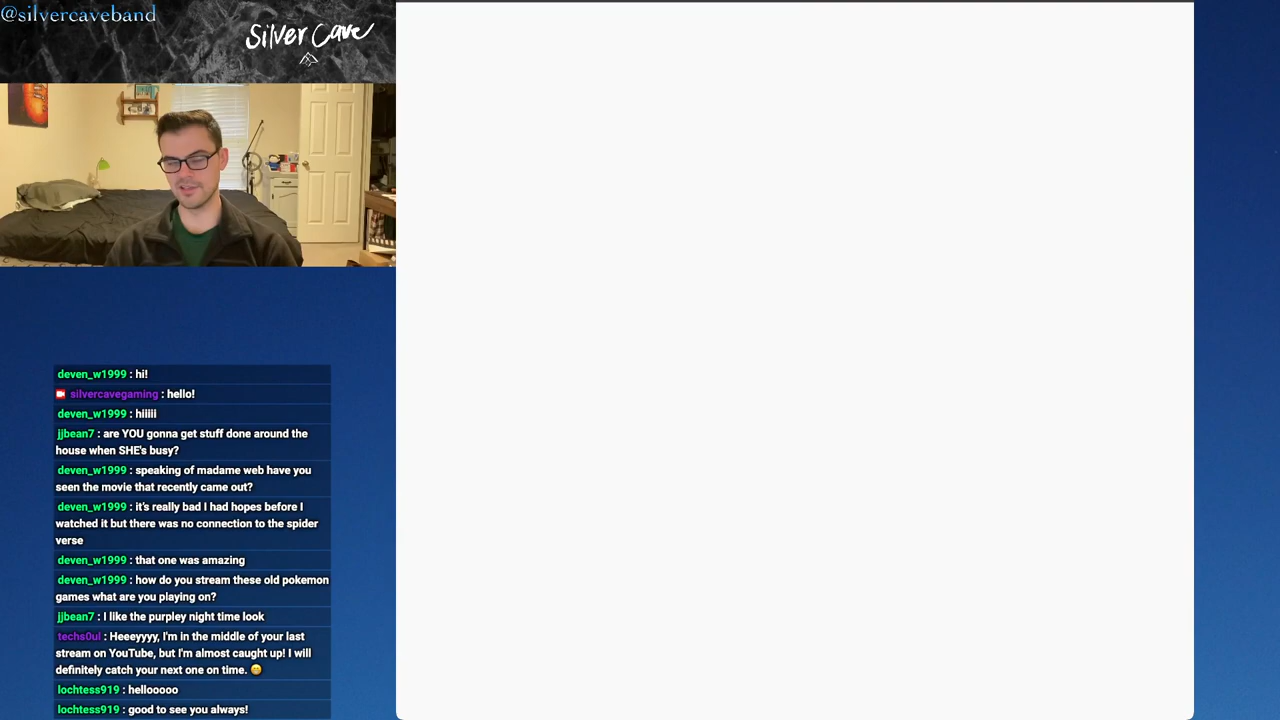 @silvercaveband
Silver Cave
deven_w1999 : hi!
silvercavegaming : hello!
deven_w1999 : hiiiii
jjbean7 : are YOU gonna get stuff done around the
house when SHE's busy?
deven_w1999 : speaking of madame web have you
seen the movie that recently came out?
deven_w1999 : it's really bad I had hopes before I
watched it but there was no connection to the spider
verse
deven_w1999 : that one was amazing
deven_w1999 : how do you stream these old pokemon
games what are you playing on?
jjbean7 : I like the purpley night time look
techs0ul : Heeeyyyy, I'm in the middle of your last
stream on YouTube, but I'm almost caught up! I will
definitely catch your next one on time. 😁
lochtess919 : hellooooo
lochtess919 : good to see you always!